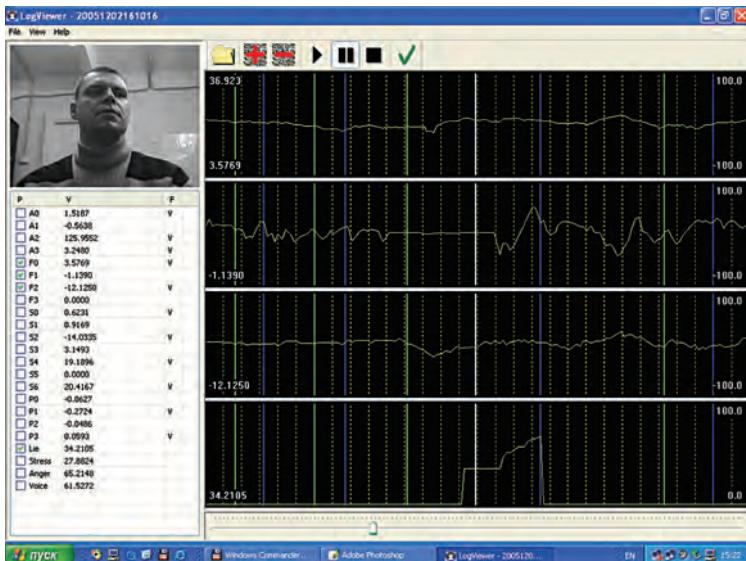 LogViewer - 20051202161016
File View Help
36.923 100.0
3.5769 -100.0
100.0
-1.1390 -100.0
100.0
-12.1250 -100.0
100.0
34.2105 0.0
P V F
A0 1.5187 V
A1 -0.5638
A2 125.9552 V
A3 3.2480 V
F0 3.5769 V
F1 -1.1390
F2 -12.1250 V
F3 0.0000
S0 0.6231 V
S1 0.9169
S2 -14.0335 V
S3 3.1493
S4 19.1896 V
S5 0.0000
S6 20.4167 V
P0 -0.0627
P1 -0.2724 V
P2 -0.0486
P3 0.0593 V
Lie 34.2105
Stress 27.8824
Anger 65.2148
Voice 61.5272
пуск Windows Commander... Adobe Photoshop LogViewer - 2005120... EN 15:22